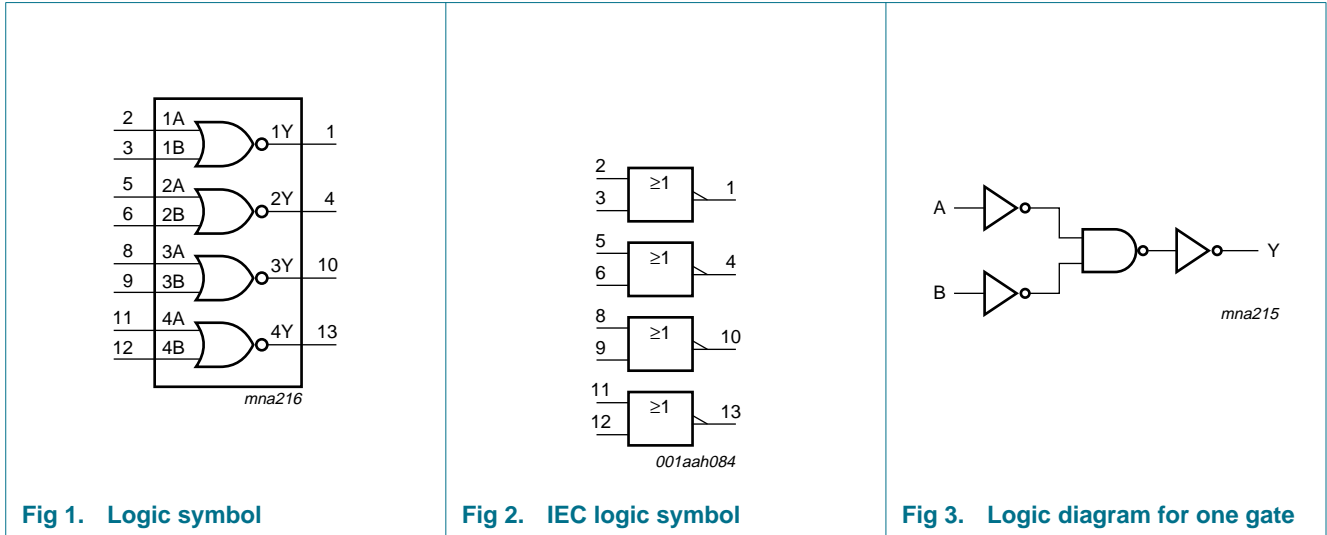 2 1A 1Y 1
3 1B
5 2A 2Y 4
6 2B
8 3A 3Y 10
9 3B
11 4A 4Y 13
12 4B
mna216
Fig 1. Logic symbol
2 ≥1 1
3
5 ≥1 4
6
8 ≥1 10
9
11 ≥1 13
12
001aah084
Fig 2. IEC logic symbol
A
Y
B
mna215
Fig 3. Logic diagram for one gate